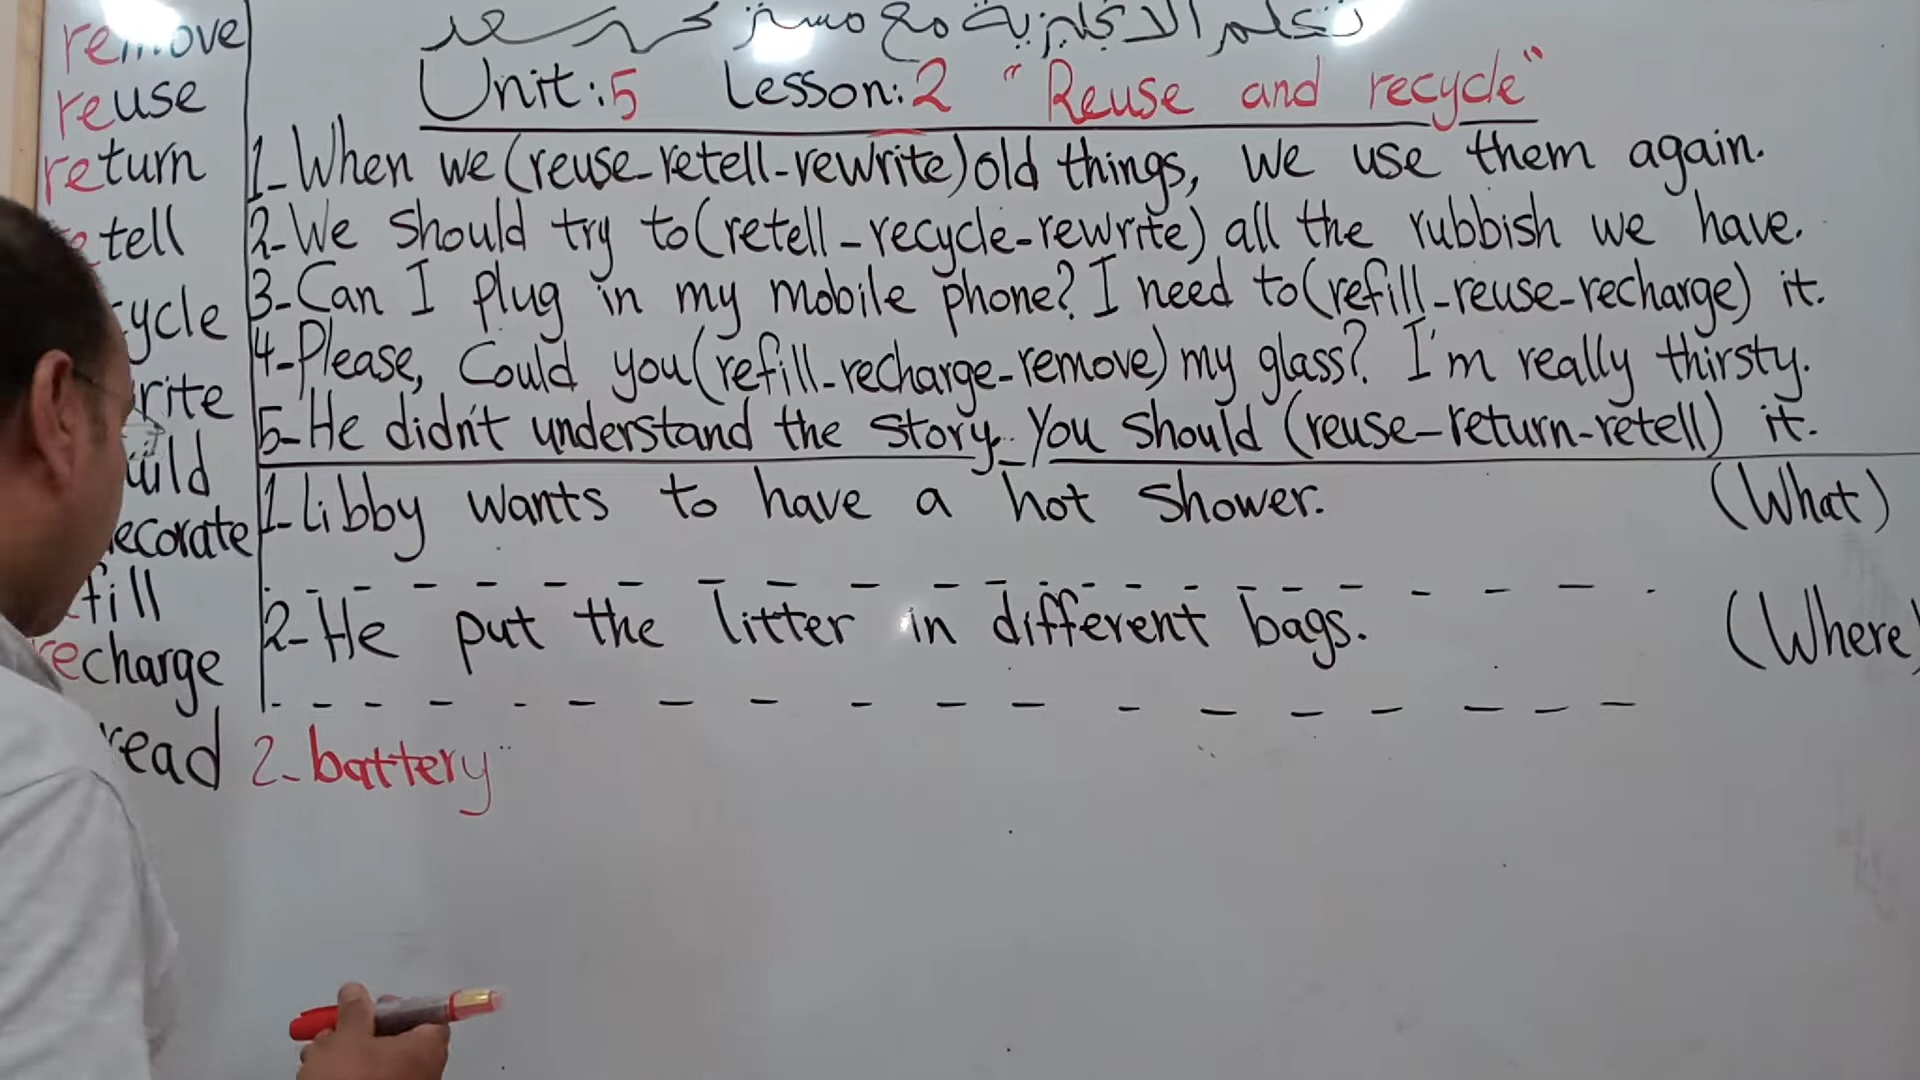 تعلم الانجليزية مع مستر محمد سعد
Unit:5 Lesson:2 "Reuse and recycle"
remove
reuse
return
tell
cycle
rite
uild
ecorate
fill
recharge
read
1-When we (reuse-retell-rewrite) old things, we use them again.
2-We should try to (retell-recycle-rewrite) all the rubbish we have.
3-Can I plug in my mobile phone? I need to (refill-reuse-recharge) it.
4-Please, Could you (refill-recharge-remove) my glass? I'm really thirsty.
5-He didn't understand the story. You should (reuse-return-retell) it.
1-Libby wants to have a hot shower. (What)
2-He put the litter in different bags. (Where)
2-battery